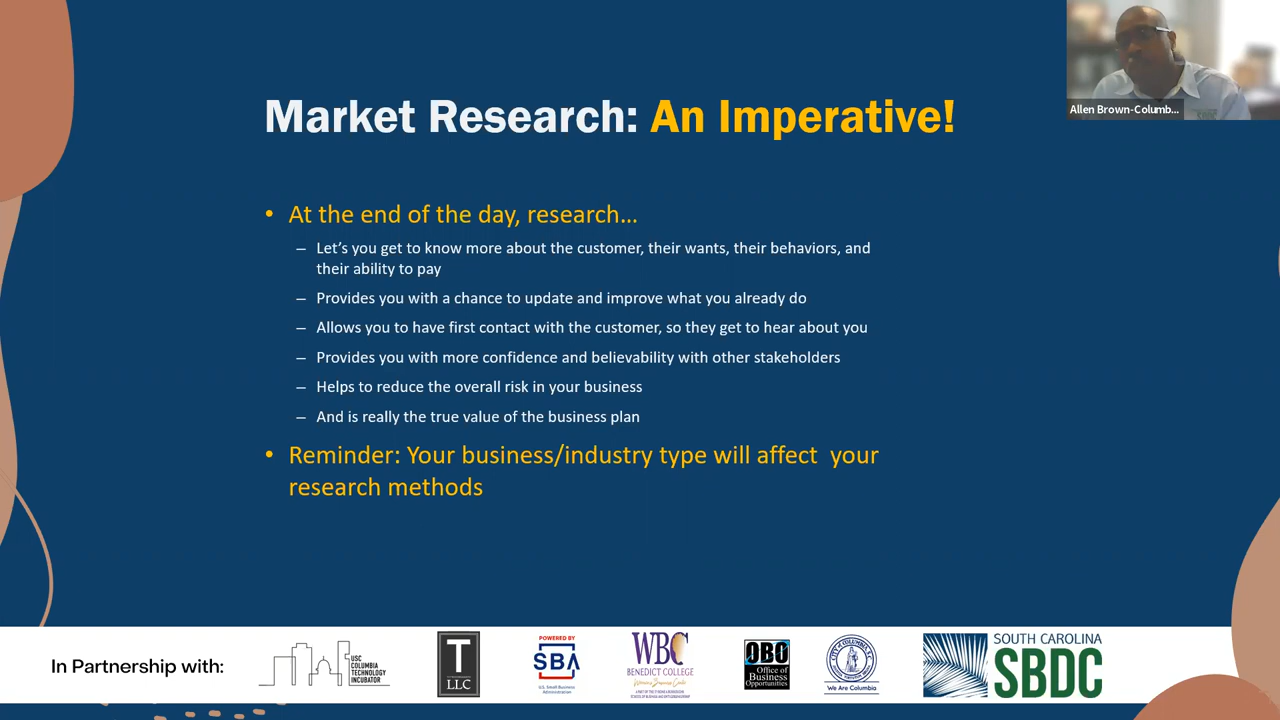 Allen Brown-Columb...
Market Research: An Imperative!
• At the end of the day, research…
– Let’s you get to know more about the customer, their wants, their behaviors, and
their ability to pay
– Provides you with a chance to update and improve what you already do
– Allows you to have first contact with the customer, so they get to hear about you
– Provides you with more confidence and believability with other stakeholders
– Helps to reduce the overall risk in your business
– And is really the true value of the business plan
• Reminder: Your business/industry type will affect  your
research methods
In Partnership with:
USC
COLUMBIA
TECHNOLOGY
INCUBATOR
T
LLC
POWERED BY
SBA
U.S. Small Business
Administration
WBC
BENEDICT COLLEGE
Women's Business Center
OBO
Office of
Business
Opportunities
We Are Columbia
SOUTH CAROLINA
SBDC